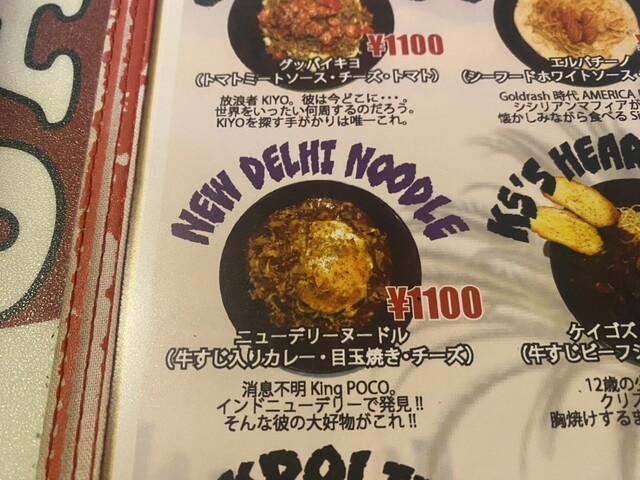 ¥1100
グッバイキヨ
(トマトミートソース・チーズ・トマト)
放浪者 KIYO。彼は今どこに・・・。
世界をいったい何周するのだろう。
KIYOを探す手がかりは唯一これ。
エルパチーノ
(シーフードホワイトソース
Goldrash 時代 AMERICA
シシリアンマフィアが
懐かしみながら食べる
NEW DELHI NOODLE
¥1100
ニューデリーヌードル
(牛すじ入りカレー・目玉焼き・チーズ)
消息不明 King POCO。
インドニューデリーで発見!!
そんな彼の大好物がこれ!!
KS'S HEAD
ケイゴズ
(牛すじビーフ
12歳の
クリフ
胸焼けするま